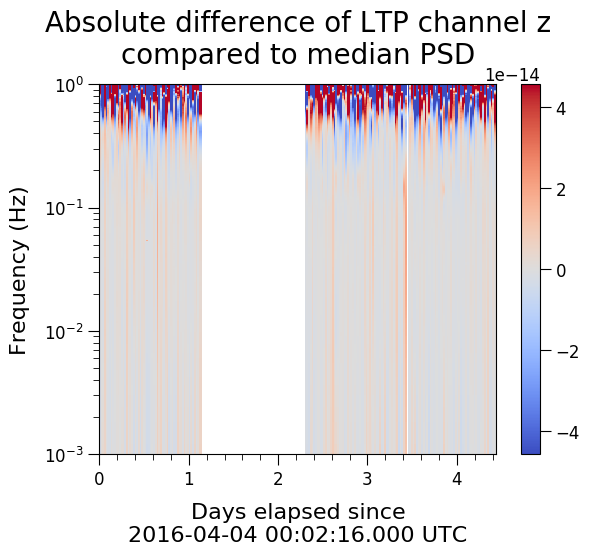 Absolute difference of LTP channel z
compared to median PSD
1e−14
10⁰
10⁻¹
10⁻²
10⁻³
Frequency (Hz)
0 1 2 3 4
4
2
0
−2
−4
Days elapsed since
2016-04-04 00:02:16.000 UTC